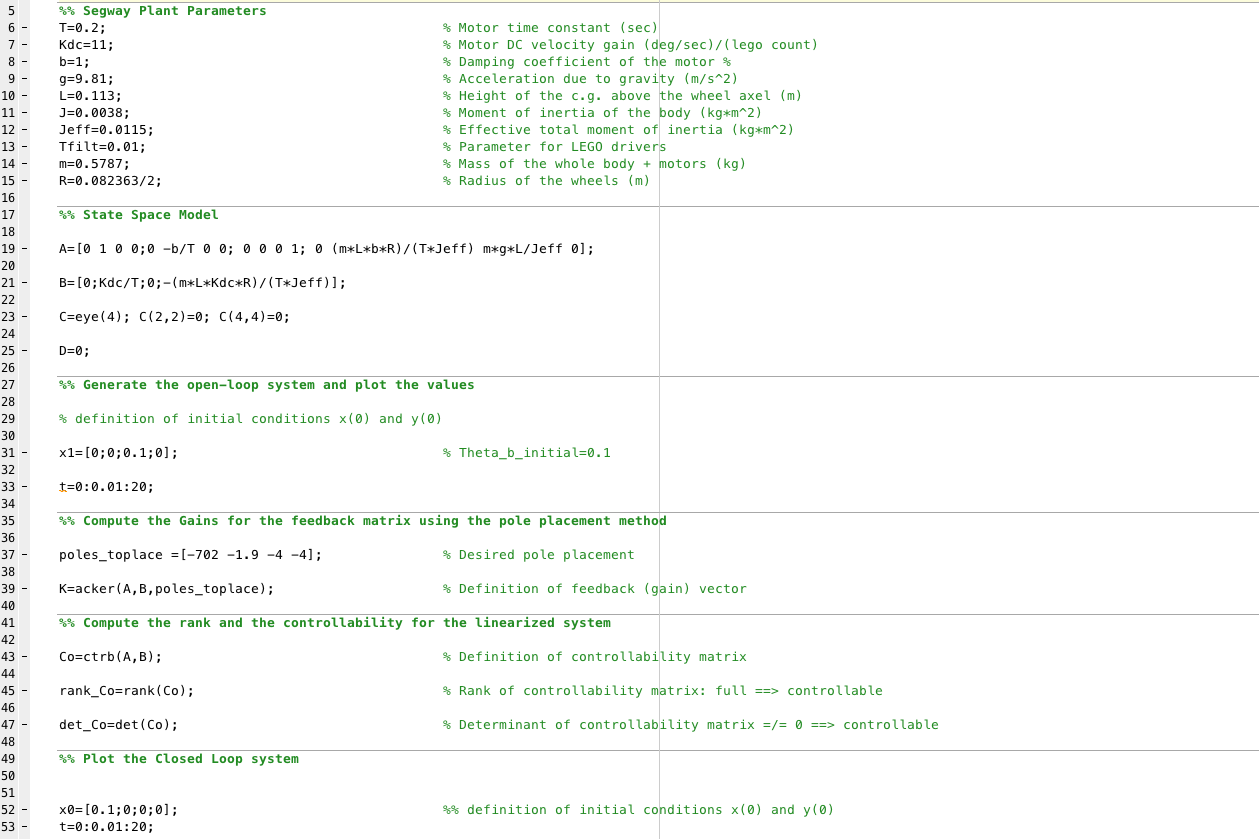 5 %% Segway Plant Parameters
6 - T=0.2; % Motor time constant (sec)
7 - Kdc=11; % Motor DC velocity gain (deg/sec)/(lego count)
8 - b=1; % Damping coefficient of the motor %
9 - g=9.81; % Acceleration due to gravity (m/s^2)
10 - L=0.113; % Height of the c.g. above the wheel axel (m)
11 - J=0.0038; % Moment of inertia of the body (kg*m^2)
12 - Jeff=0.0115; % Effective total moment of inertia (kg*m^2)
13 - Tfilt=0.01; % Parameter for LEGO drivers
14 - m=0.5787; % Mass of the whole body + motors (kg)
15 - R=0.082363/2; % Radius of the wheels (m)
16
17 %% State Space Model
18
19 - A=[0 1 0 0;0 -b/T 0 0; 0 0 0 1; 0 (m*L*b*R)/(T*Jeff) m*g*L/Jeff 0];
20
21 - B=[0;Kdc/T;0;-(m*L*Kdc*R)/(T*Jeff)];
22
23 - C=eye(4); C(2,2)=0; C(4,4)=0;
24
25 - D=0;
26
27 %% Generate the open-loop system and plot the values
28
29 % definition of initial conditions x(0) and y(0)
30
31 - x1=[0;0;0.1;0]; % Theta_b_initial=0.1
32
33 - t=0:0.01:20;
34
35 %% Compute the Gains for the feedback matrix using the pole placement method
36
37 - poles_toplace =[-702 -1.9 -4 -4]; % Desired pole placement
38
39 - K=acker(A,B,poles_toplace); % Definition of feedback (gain) vector
40
41 %% Compute the rank and the controllability for the linearized system
42
43 - Co=ctrb(A,B); % Definition of controllability matrix
44
45 - rank_Co=rank(Co); % Rank of controllability matrix: full ==> controllable
46
47 - det_Co=det(Co); % Determinant of controllability matrix =/= 0 ==> controllable
48
49 %% Plot the Closed Loop system
50
51
52 - x0=[0.1;0;0;0]; %% definition of initial conditions x(0) and y(0)
53 - t=0:0.01:20;